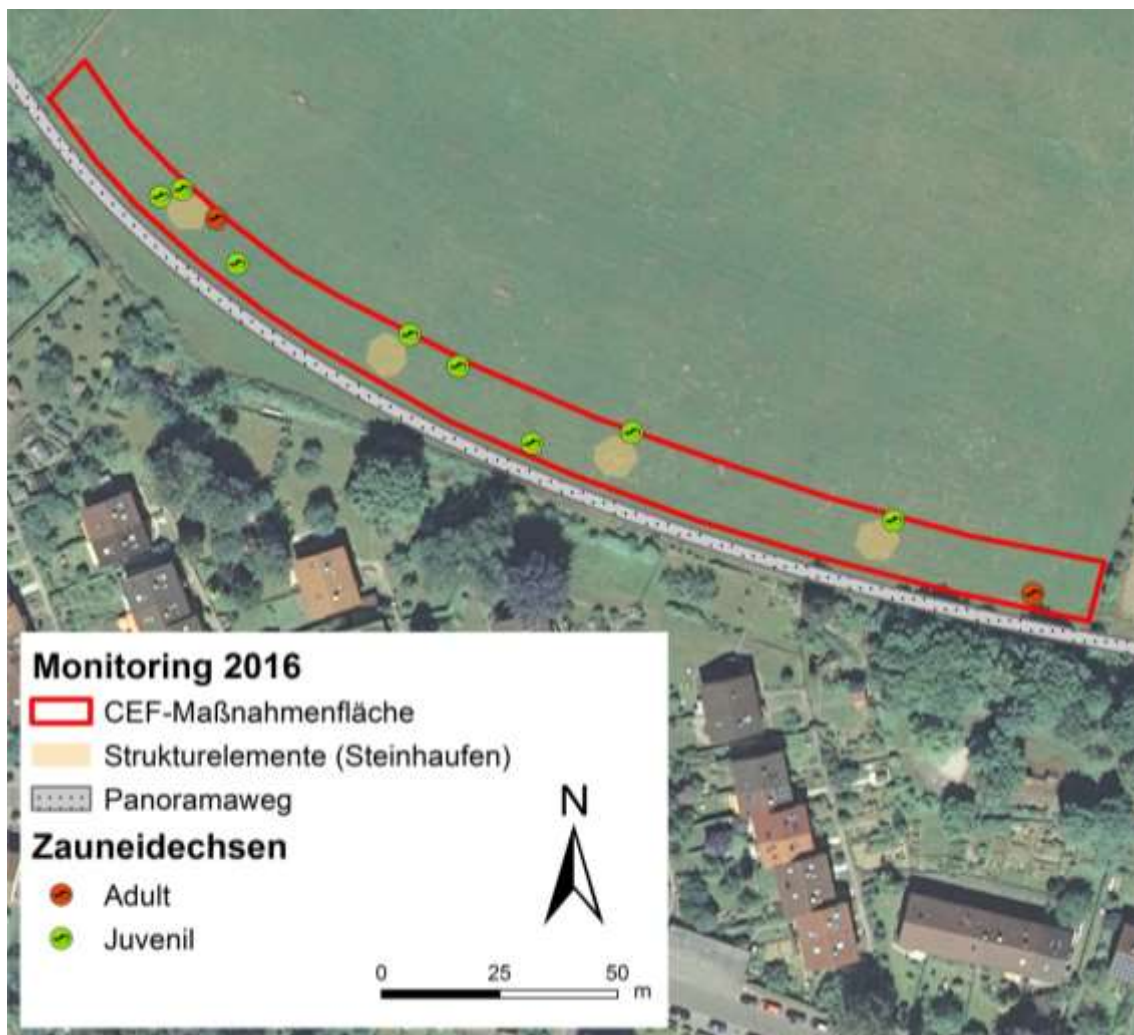 Monitoring 2016
CEF-Maßnahmenfläche
Strukturelemente (Steinhaufen)
Panoramaweg
Zauneidechsen
Adult
Juvenil
N
0 25 50
m